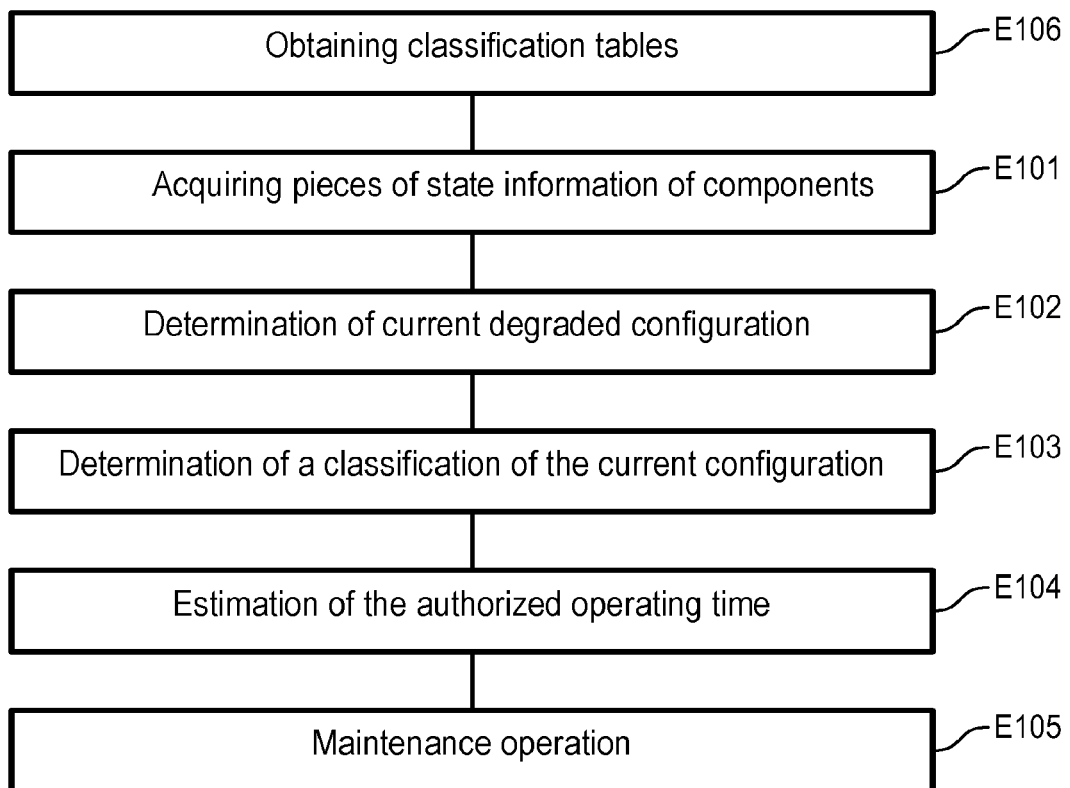 Obtaining classification tables
E106
Acquiring pieces of state information of components
E101
Determination of current degraded configuration
E102
Determination of a classification of the current configuration
E103
Estimation of the authorized operating time
E104
Maintenance operation
E105